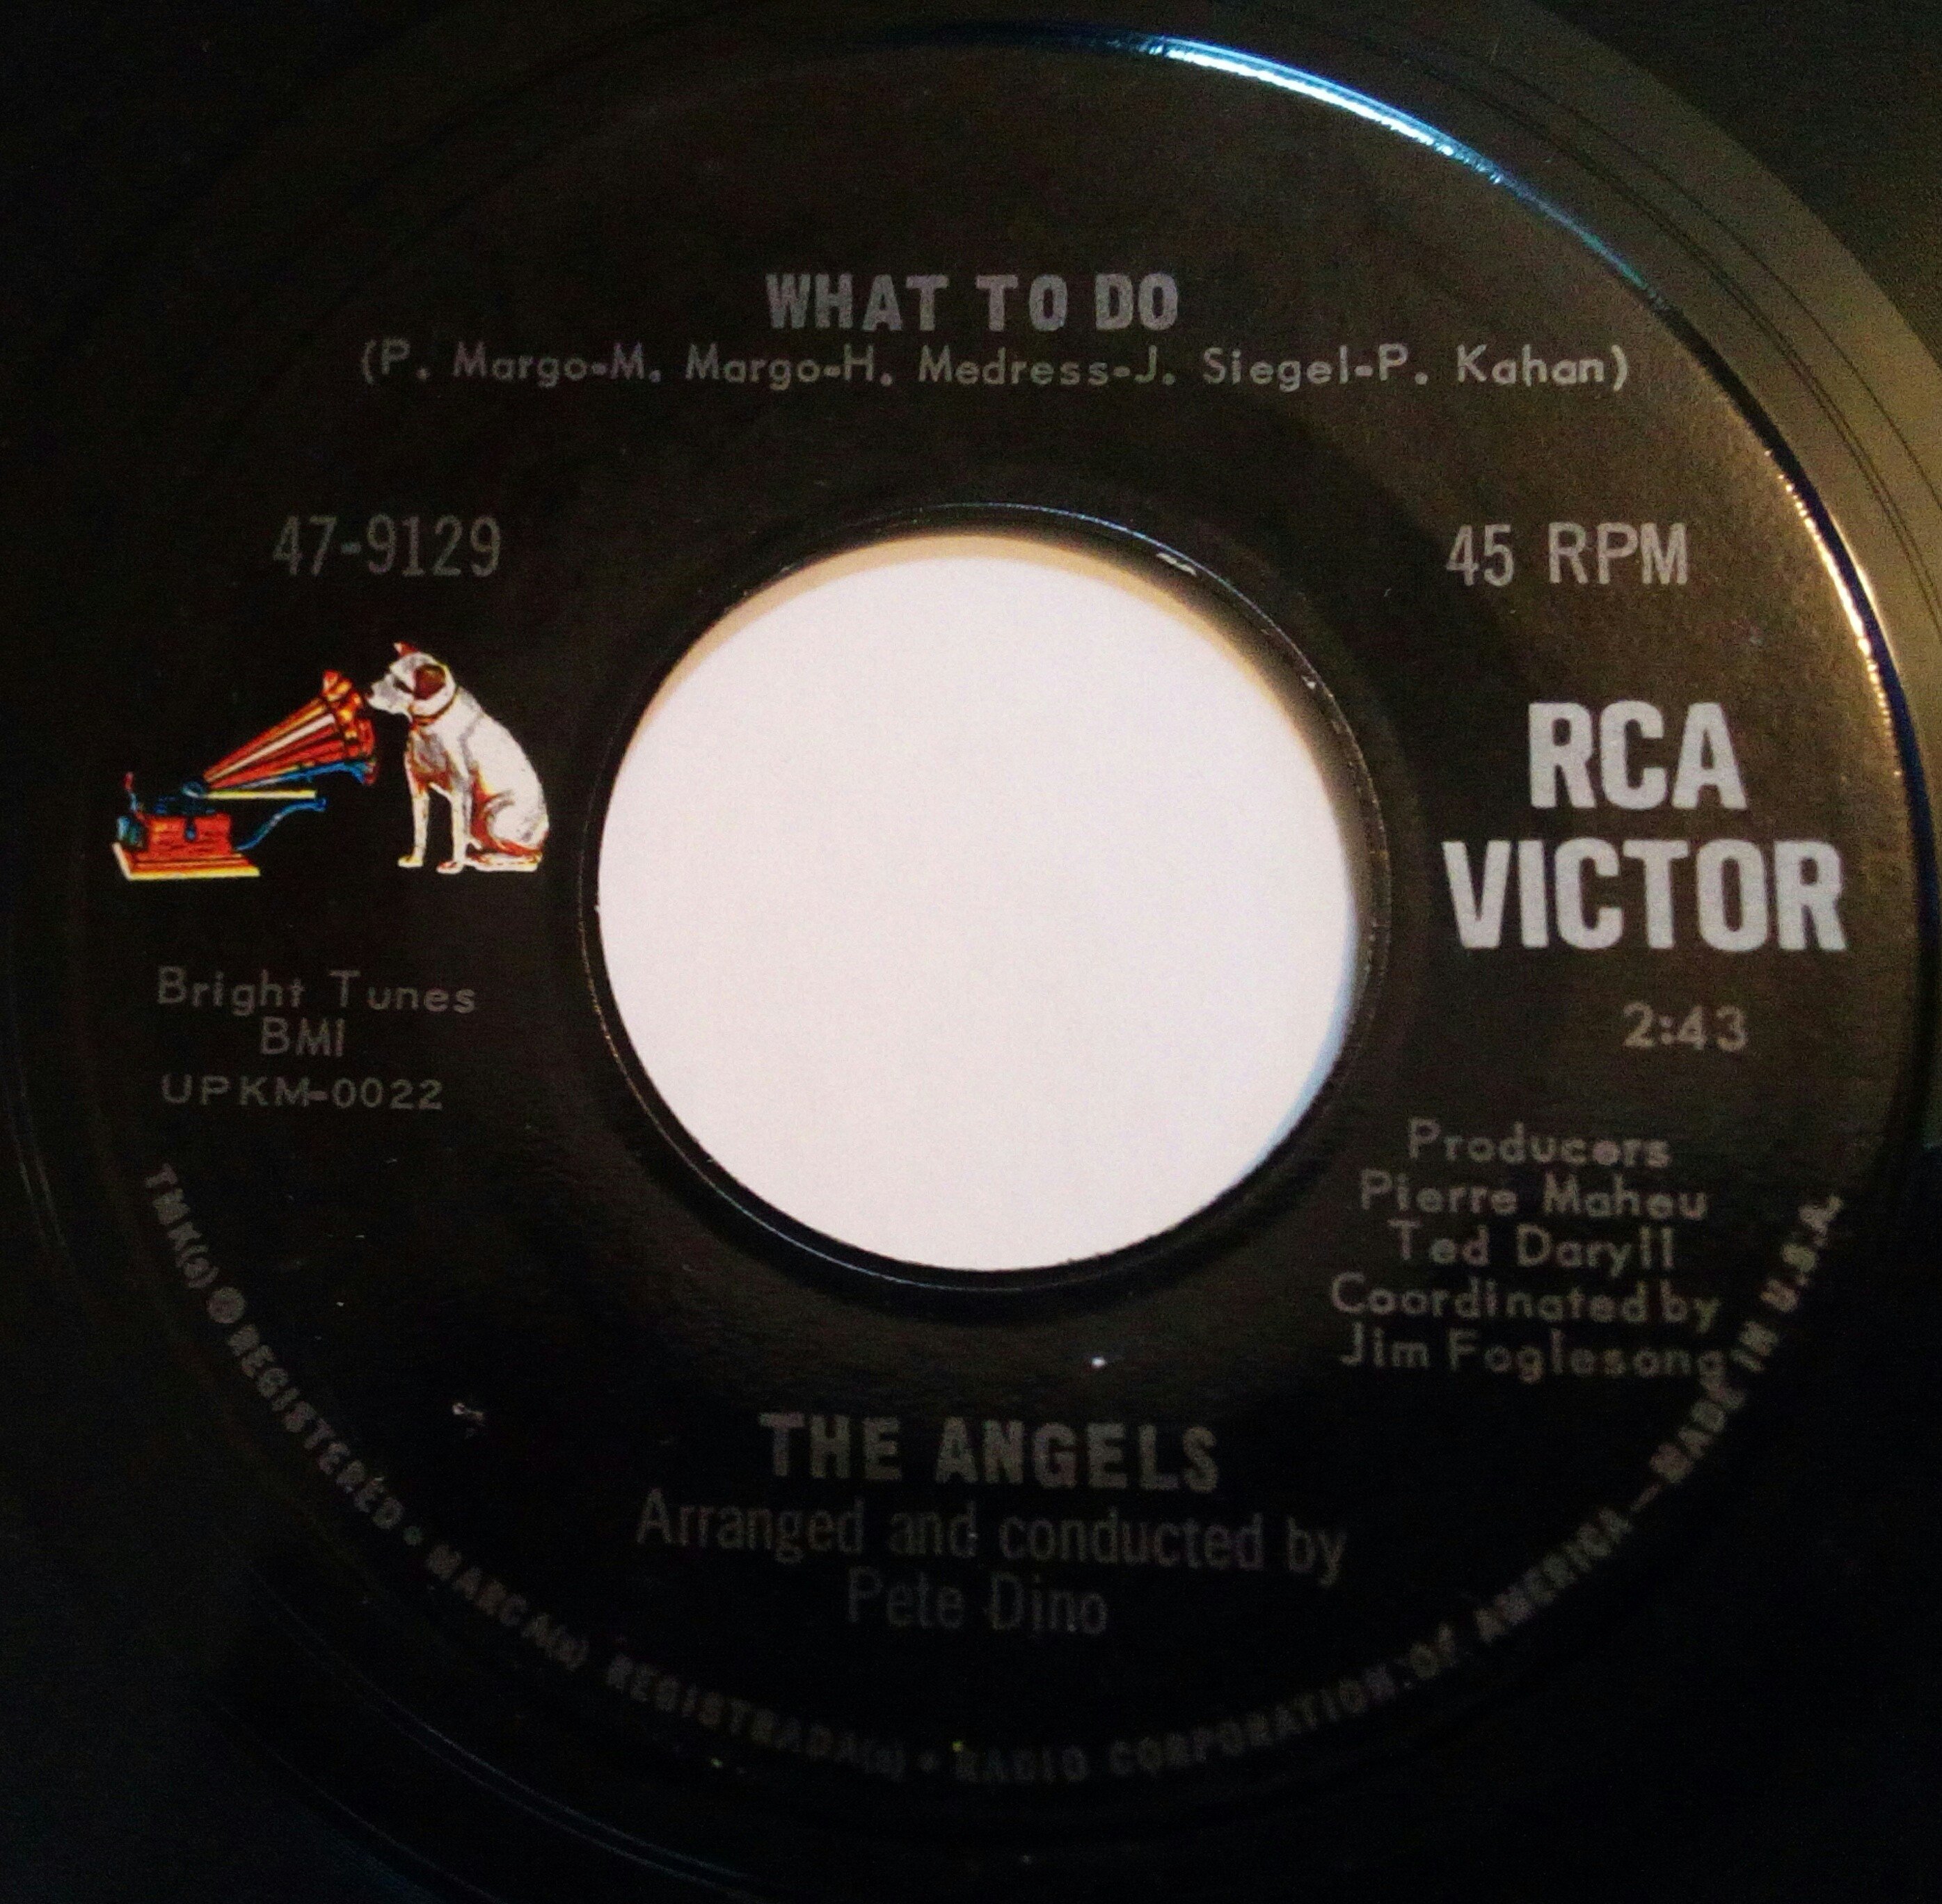 WHAT TO DO
(P. Margo-M. Margo-H. Medress-J. Siegel-P. Kahan)
47-9129
45 RPM
RCA
VICTOR
Bright Tunes
BMI
UPKM-0022
2:43
Producers
Pierre Maheu
Ted Daryll
Coordinated by
Jim Foglesong
THE ANGELS
Arranged and conducted by
Pete Dino
TMK(s) ® REGISTERED • MARCA(s) REGISTRADA(s) • RADIO CORPORATION OF AMERICA—MADE IN U.S.A.